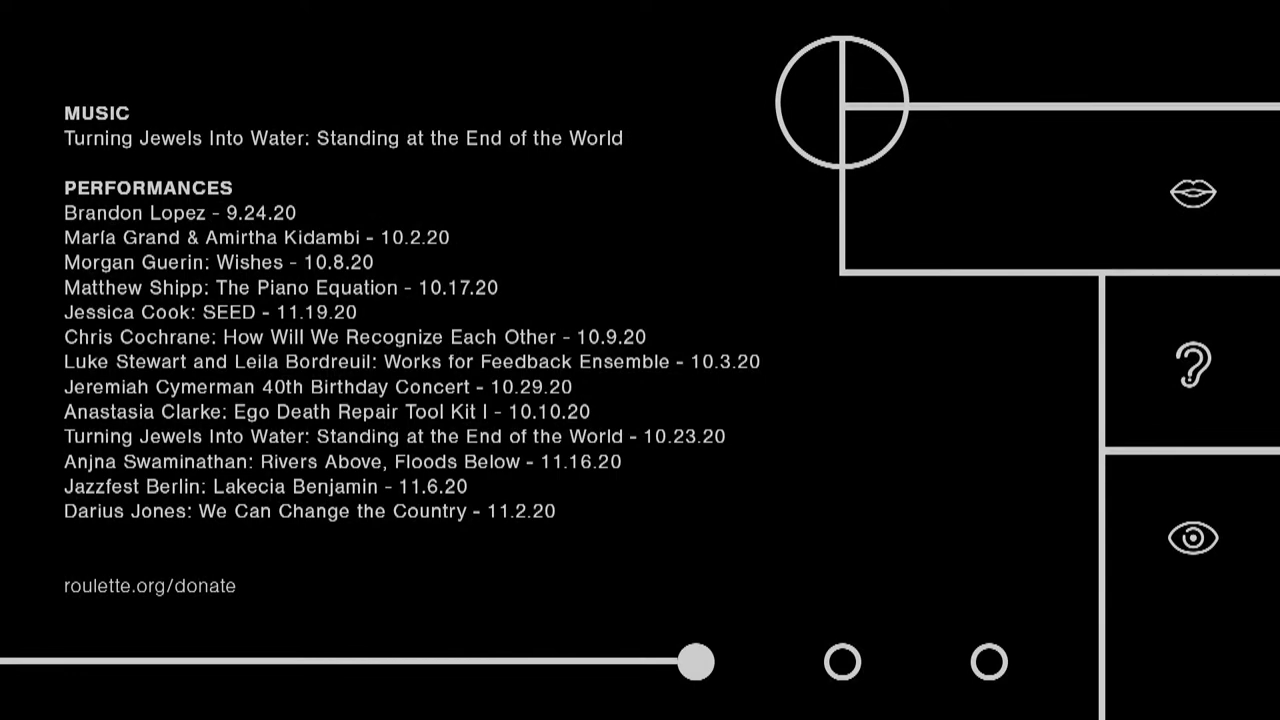 MUSIC
Turning Jewels Into Water: Standing at the End of the World
PERFORMANCES
Brandon Lopez - 9.24.20
María Grand & Amirtha Kidambi - 10.2.20
Morgan Guerin: Wishes - 10.8.20
Matthew Shipp: The Piano Equation - 10.17.20
Jessica Cook: SEED - 11.19.20
Chris Cochrane: How Will We Recognize Each Other - 10.9.20
Luke Stewart and Leila Bordreuil: Works for Feedback Ensemble - 10.3.20
Jeremiah Cymerman 40th Birthday Concert - 10.29.20
Anastasia Clarke: Ego Death Repair Tool Kit I - 10.10.20
Turning Jewels Into Water: Standing at the End of the World - 10.23.20
Anjna Swaminathan: Rivers Above, Floods Below - 11.16.20
Jazzfest Berlin: Lakecia Benjamin - 11.6.20
Darius Jones: We Can Change the Country - 11.2.20
roulette.org/donate